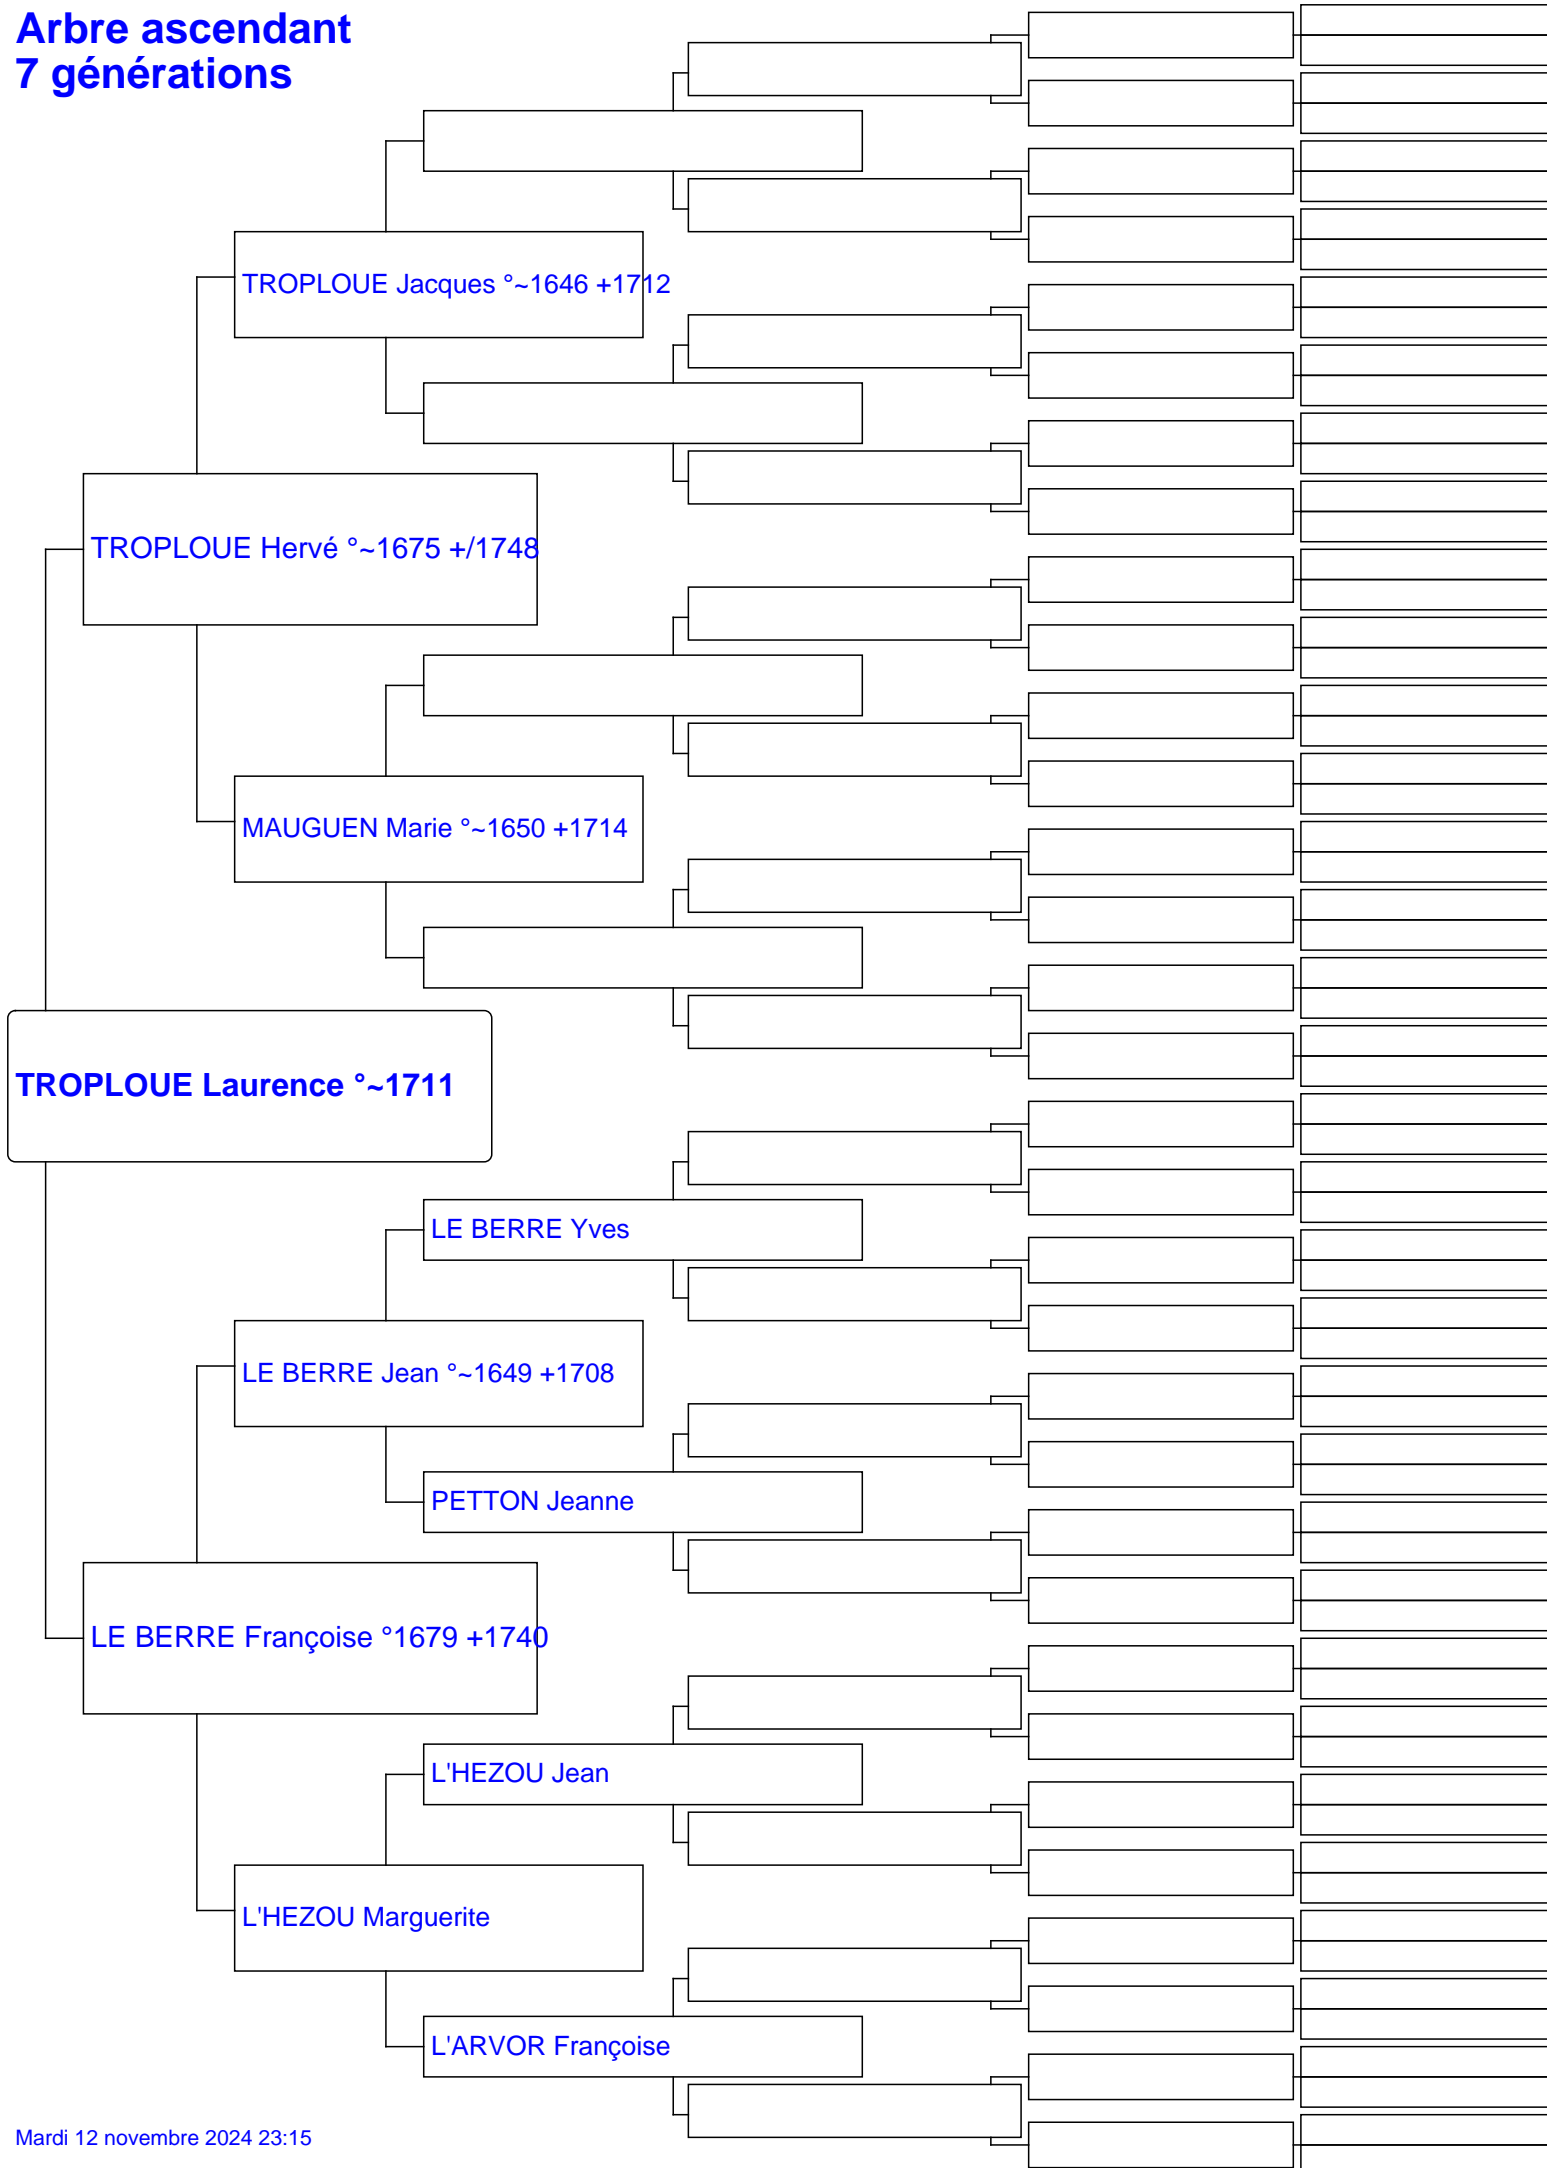 Arbre ascendant
7 générations
TROPLOUE Jacques °~1646 +1712
TROPLOUE Hervé °~1675 +/1748
MAUGUEN Marie °~1650 +1714
TROPLOUE Laurence °~1711
LE BERRE Yves
LE BERRE Jean °~1649 +1708
PETTON Jeanne
LE BERRE Françoise °1679 +1740
L'HEZOU Jean
L'HEZOU Marguerite
L'ARVOR Françoise
Mardi 12 novembre 2024 23:15